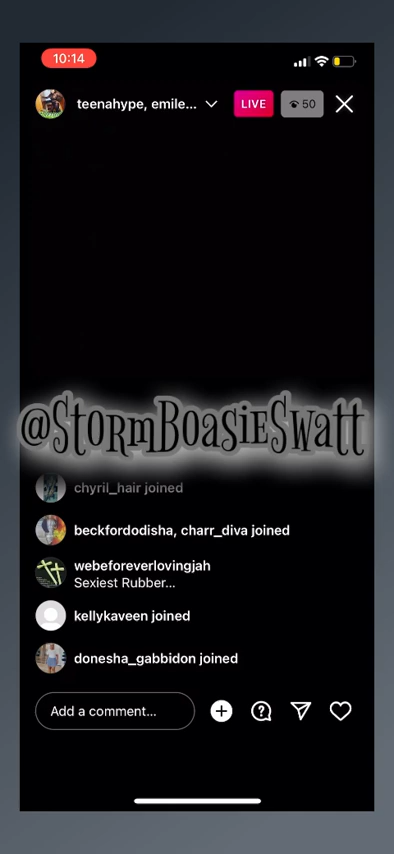 10:14
teenahype, emile...
LIVE
50
@StormBoasieSwatt
chyril_hair joined
beckfordodisha, charr_diva joined
webeforeverlovingjah
Sexiest Rubber...
kellykaveen joined
donesha_gabbidon joined
Add a comment...